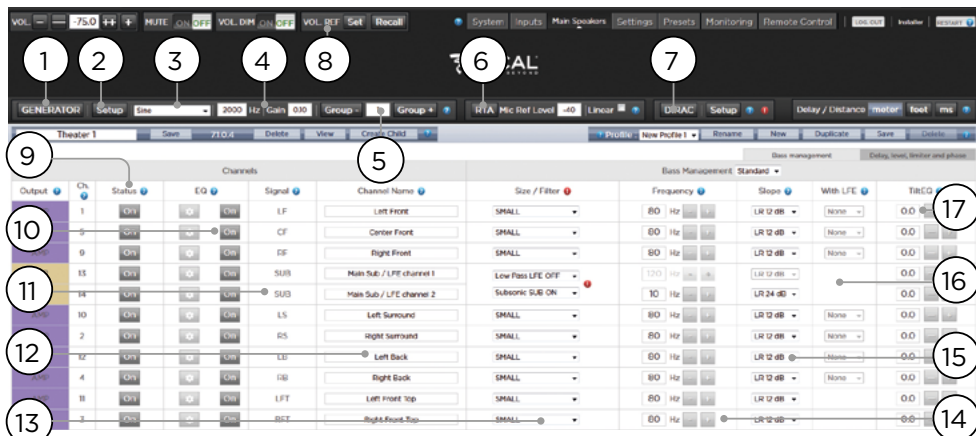 VOL. -75.0 ++ + MUTE ON OFF VOL. DIM ON OFF VOL. REF Set Recall System Inputs Main Speakers Settings Presets Monitoring Remote Control LOG OUT Installer RESTART
1 2 3 4 8 6 7
GENERATOR Setup Sine 2000 Hz Gain 0.10 Group - Group + RTA Mic Ref Level -40 Linear DIRAC Setup Delay / Distance meter feet ms
Theater 1 Save 7.1.0.4 Delete View Create Child Profile New Profile 1 Rename New Duplicate Save Delete
5
9
Bass management Delay, level, limiter and phase
Channels Bass Management Standard
Output Ch. Status EQ Signal Channel Name Size / Filter Frequency Slope With LFE TiltEQ
1 On On LF Left Front SMALL 80 Hz LR 12 dB None 0.0 17
10
On On CF Center Front SMALL 80 Hz LR 12 dB None 0.0
9 On On RF Right Front SMALL 80 Hz LR 12 dB None 0.0
13 On On SUB Main Sub / LFE channel 1 Low Pass LFE OFF 120 Hz LR 12 dB 0.0
11 16
14 On On SUB Main Sub / LFE channel 2 Subsonic SUB ON 10 Hz LR 24 dB 0.0
10 On On LS Left Surround SMALL 80 Hz LR 12 dB None 0.0
2 On On RS Right Surround SMALL 80 Hz LR 12 dB None 0.0
12 15
12 On On LB Left Back SMALL 80 Hz LR 12 dB None 0.0
AMP 4 On On RB Right Back SMALL 80 Hz LR 12 dB None 0.0
11 On On LFT Left Front Top SMALL 80 Hz LR 12 dB 0.0
13 14
3 On On RFT Right Front Top SMALL 80 Hz LR 12 dB 0.0